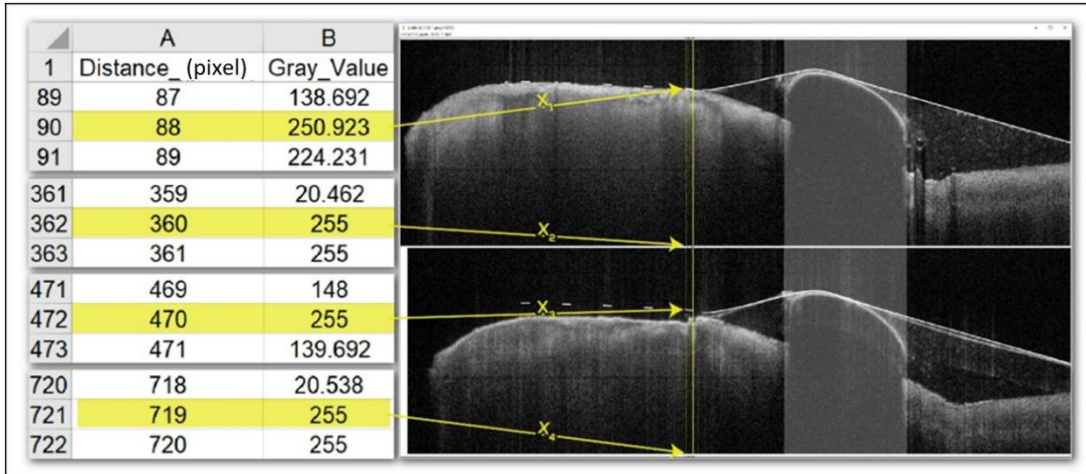 A B
1 Distance_ (pixel) Gray_Value
89 87 138.692
90 88 250.923
91 89 224.231
361 359 20.462
362 360 255
363 361 255
471 469 148
472 470 255
473 471 139.692
720 718 20.538
721 719 255
722 720 255
X₁
X₂
X₃
X₄